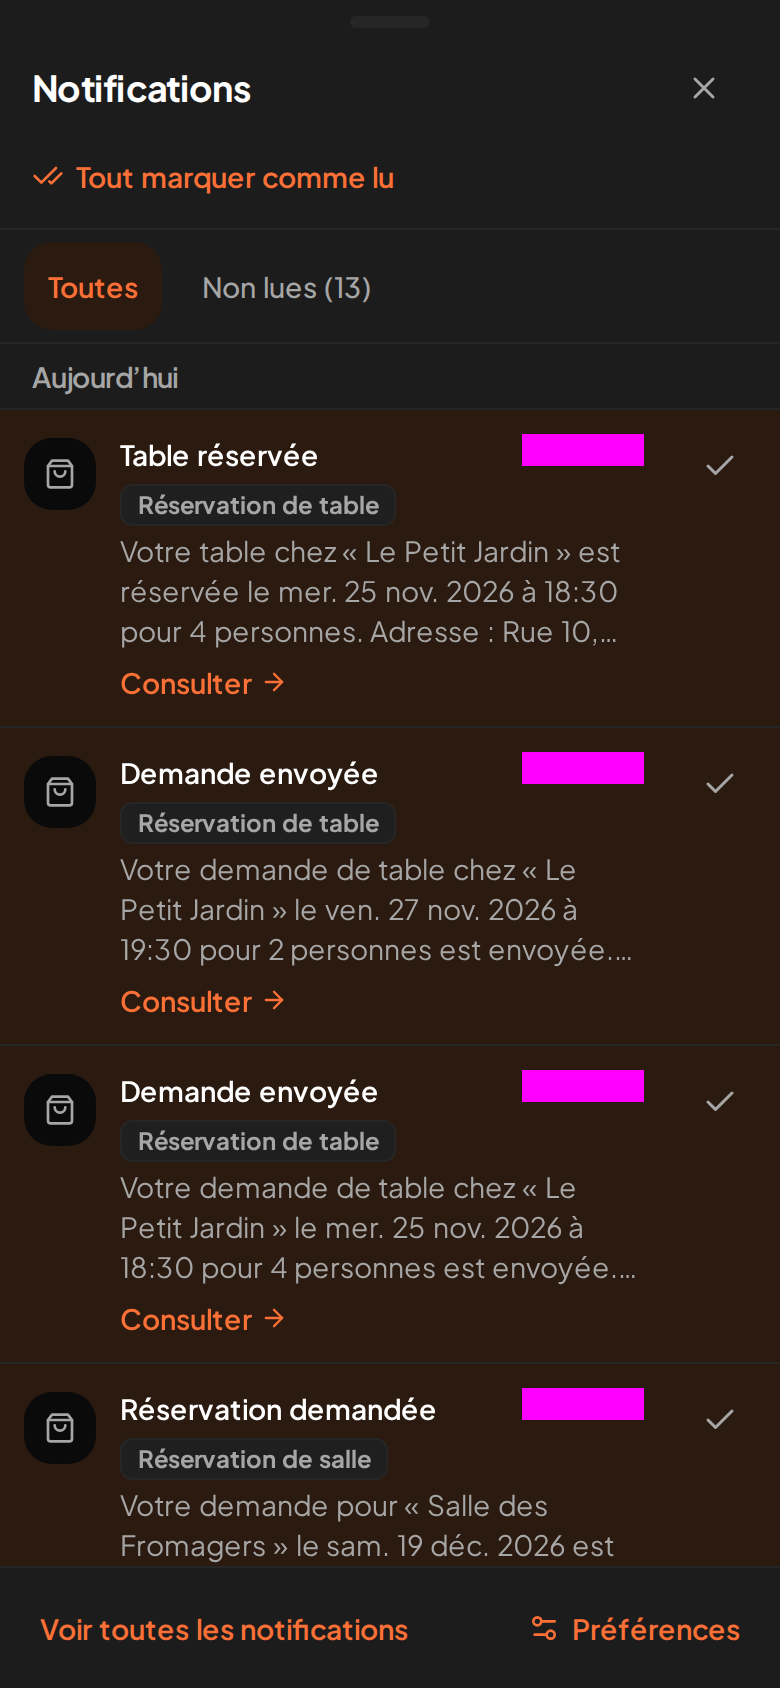 Notifications
Tout marquer comme lu
Toutes
Non lues (13)
Aujourd’hui
Table réservée
Réservation de table
Votre table chez « Le Petit Jardin » est
réservée le mer. 25 nov. 2026 à 18:30
pour 4 personnes. Adresse : Rue 10,…
Consulter
Demande envoyée
Réservation de table
Votre demande de table chez « Le
Petit Jardin » le ven. 27 nov. 2026 à
19:30 pour 2 personnes est envoyée.…
Consulter
Demande envoyée
Réservation de table
Votre demande de table chez « Le
Petit Jardin » le mer. 25 nov. 2026 à
18:30 pour 4 personnes est envoyée.…
Consulter
Réservation demandée
Réservation de salle
Votre demande pour « Salle des
Fromagers » le sam. 19 déc. 2026 est
Voir toutes les notifications
Préférences